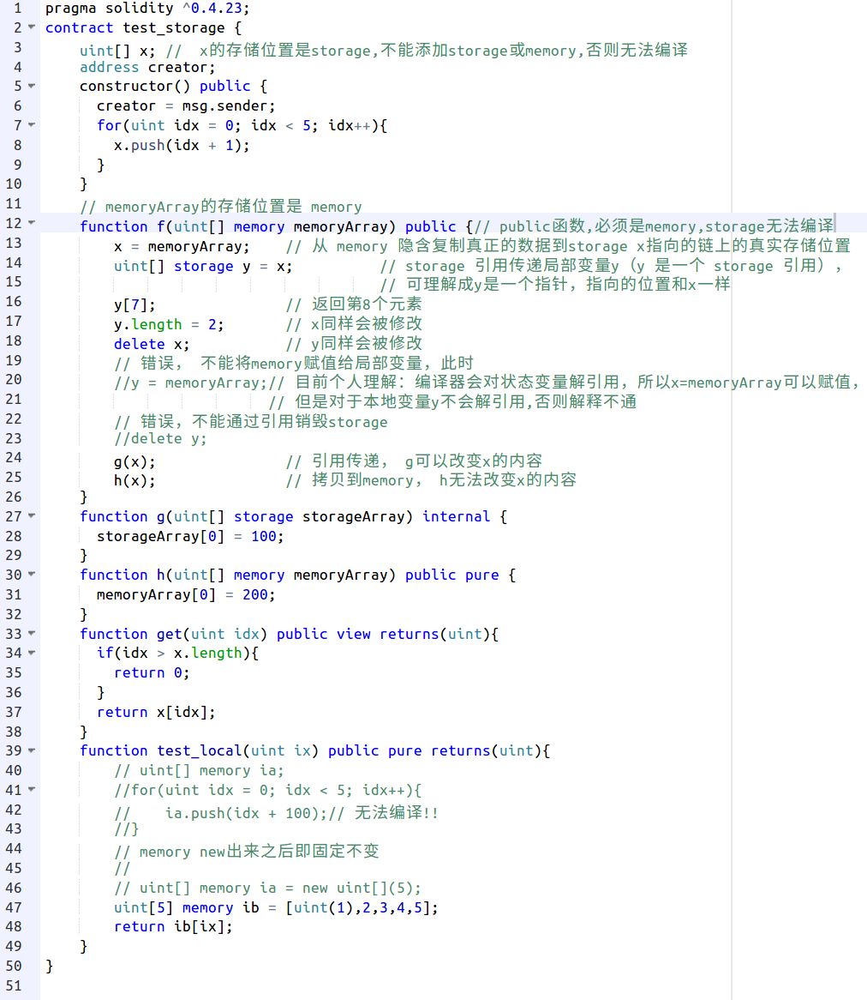 1 pragma solidity ^0.4.23;
2 contract test_storage {
3 uint[] x; // x的存储位置是storage,不能添加storage或memory,否则无法编译
4 address creator;
5 constructor() public {
6 creator = msg.sender;
7 for(uint idx = 0; idx < 5; idx++){
8 x.push(idx + 1);
9 }
10 }
11 // memoryArray的存储位置是 memory
12 function f(uint[] memory memoryArray) public {// public函数,必须是memory,storage无法编译
13 x = memoryArray; // 从 memory 隐含复制真正的数据到storage x指向的链上的真实存储位置
14 uint[] storage y = x; // storage 引用传递局部变量y（y 是一个 storage 引用）,
15 // 可理解成y是一个指针，指向的位置和x一样
16 y[7]; // 返回第8个元素
17 y.length = 2; // x同样会被修改
18 delete x; // y同样会被修改
19 // 错误， 不能将memory赋值给局部变量，此时
20 //y = memoryArray;// 目前个人理解：编译器会对状态变量解引用，所以x=memoryArray可以赋值，
21 // 但是对于本地变量y不会解引用,否则解释不通
22 // 错误，不能通过引用销毁storage
23 //delete y;
24 g(x); // 引用传递， g可以改变x的内容
25 h(x); // 拷贝到memory， h无法改变x的内容
26 }
27 function g(uint[] storage storageArray) internal {
28 storageArray[0] = 100;
29 }
30 function h(uint[] memory memoryArray) public pure {
31 memoryArray[0] = 200;
32 }
33 function get(uint idx) public view returns(uint){
34 if(idx > x.length){
35 return 0;
36 }
37 return x[idx];
38 }
39 function test_local(uint ix) public pure returns(uint){
40 // uint[] memory ia;
41 //for(uint idx = 0; idx < 5; idx++){
42 // ia.push(idx + 100);// 无法编译!!
43 //}
44 // memory new出来之后即固定不变
45 //
46 // uint[] memory ia = new uint[](5);
47 uint[5] memory ib = [uint(1),2,3,4,5];
48 return ib[ix];
49 }
50 }
51